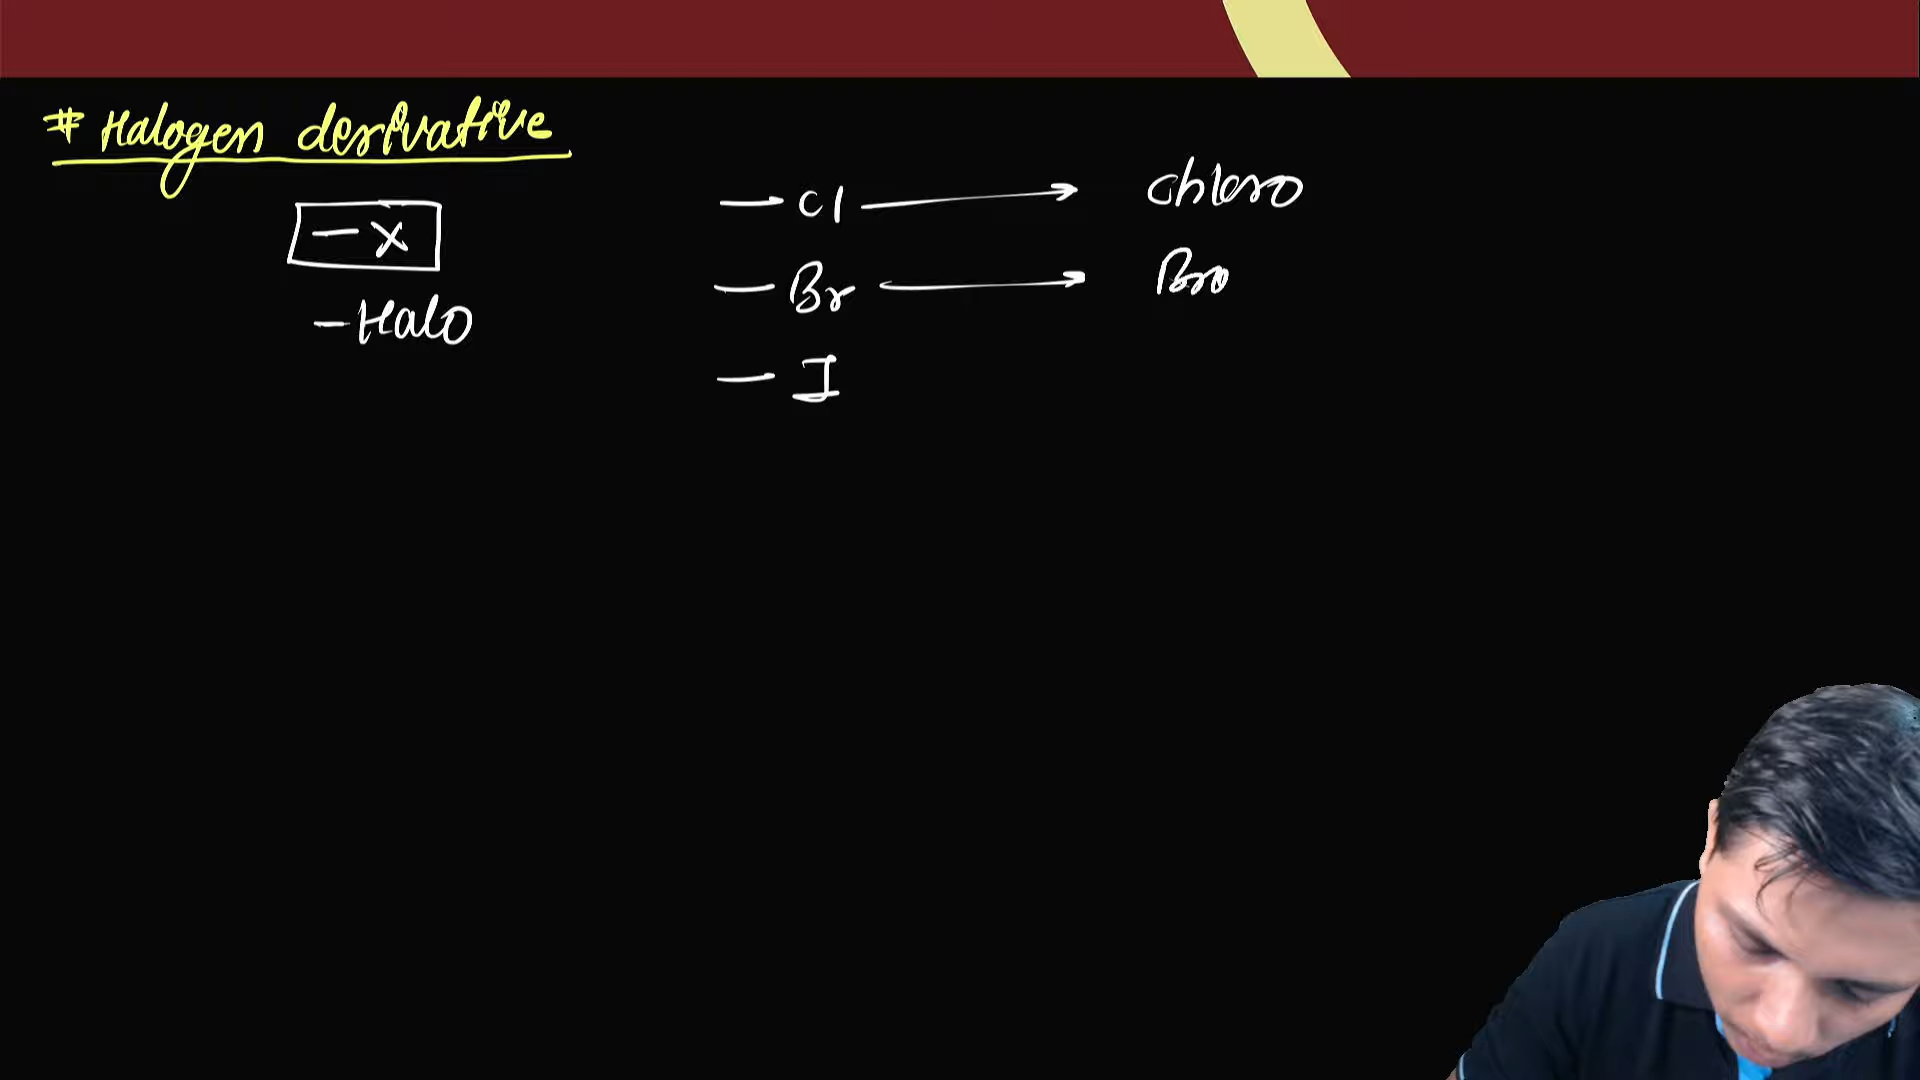 # Halogen derivative
- X
- Halo
- Cl → chloro
- Br → Bro
- I